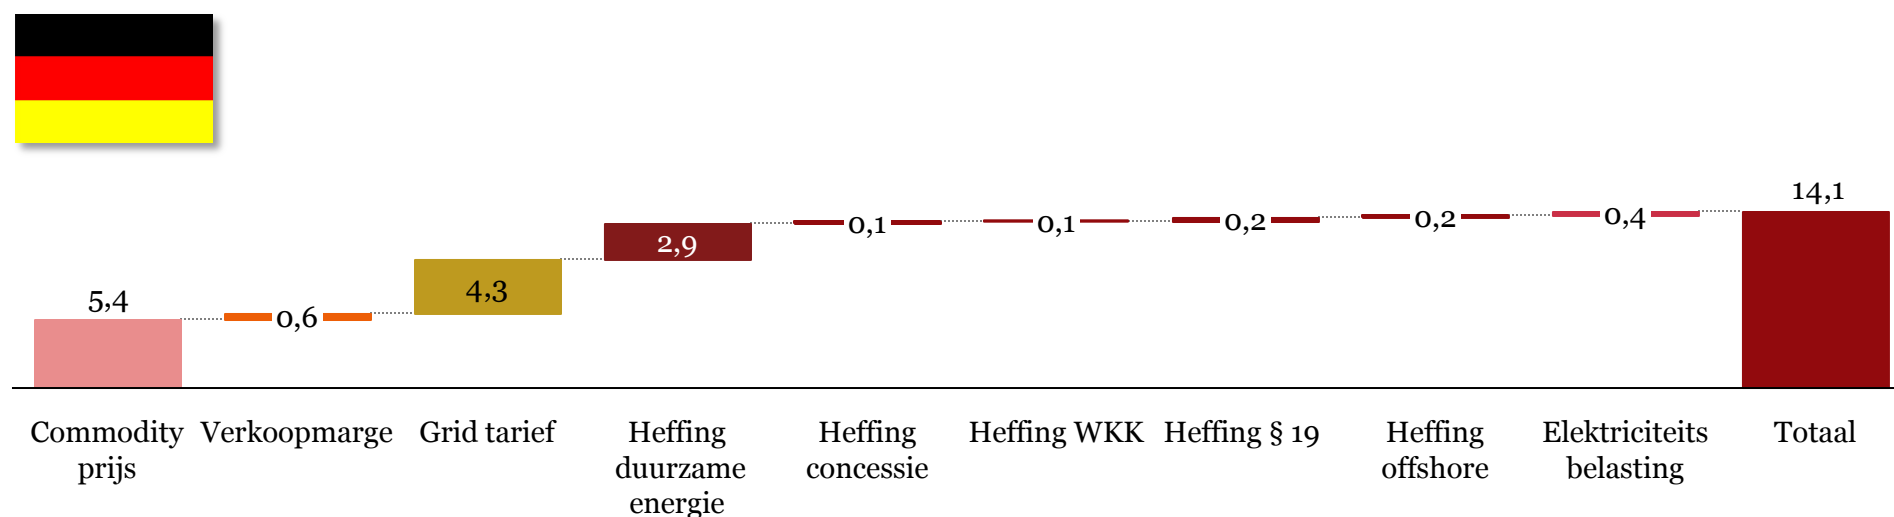 14,1
0,1
0,1
0,2
0,2
0,4
2,9
4,3
5,4
0,6
Commodity
prijs
Verkoopmarge
Grid tarief
Heffing
duurzame
energie
Heffing
concessie
Heffing WKK
Heffing § 19
Heffing
offshore
Elektriciteits
belasting
Totaal